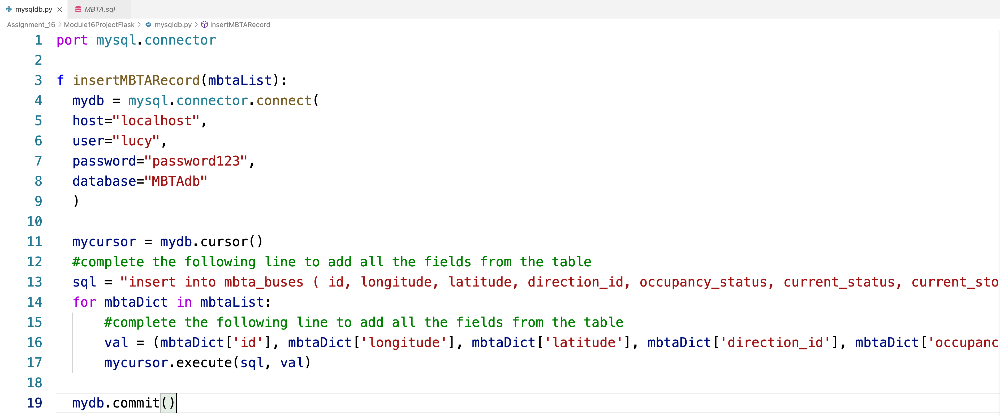 mysqldb.py × MBTA.sql
Assignment_16 > Module16ProjectFlask > mysqldb.py > insertMBTARecord
1 port mysql.connector
2
3 f insertMBTARecord(mbtaList):
4 mydb = mysql.connector.connect(
5 host="localhost",
6 user="lucy",
7 password="password123",
8 database="MBTAdb"
9 )
10
11 mycursor = mydb.cursor()
12 #complete the following line to add all the fields from the table
13 sql = "insert into mbta_buses ( id, longitude, latitude, direction_id, occupancy_status, current_status, current_sto
14 for mbtaDict in mbtaList:
15 #complete the following line to add all the fields from the table
16 val = (mbtaDict['id'], mbtaDict['longitude'], mbtaDict['latitude'], mbtaDict['direction_id'], mbtaDict['occupanc
17 mycursor.execute(sql, val)
18
19 mydb.commit()